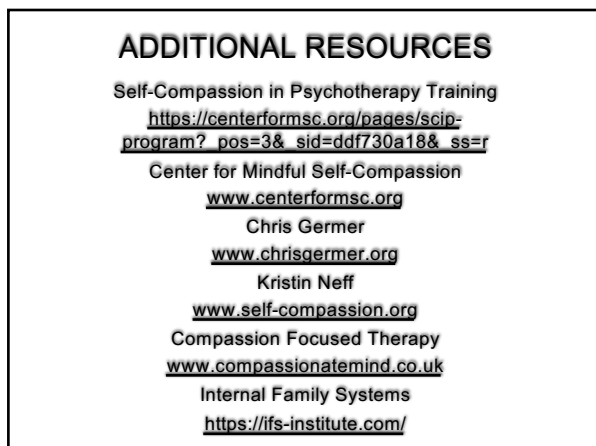 ADDITIONAL RESOURCES
Self-Compassion in Psychotherapy Training
https://centerformsc.org/pages/scip-
program?_pos=3&_sid=ddf730a18&_ss=r
Center for Mindful Self-Compassion
www.centerformsc.org
Chris Germer
www.chrisgermer.org
Kristin Neff
www.self-compassion.org
Compassion Focused Therapy
www.compassionatemind.co.uk
Internal Family Systems
https://ifs-institute.com/